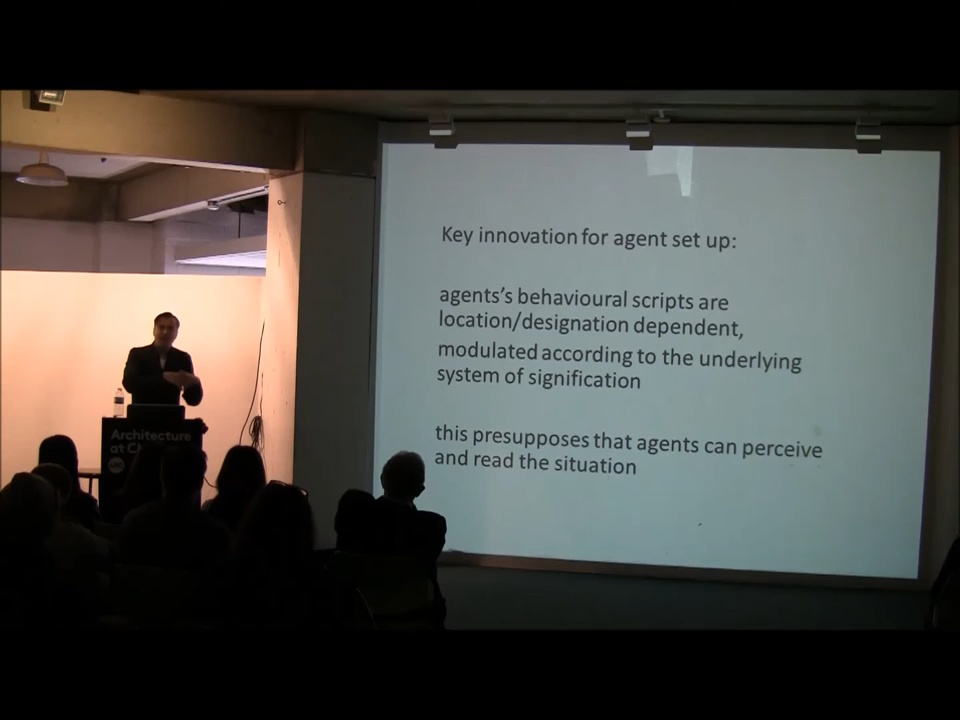 Key innovation for agent set up:
agents's behavioural scripts are
location/designation dependent,
modulated according to the underlying
system of signification
this presupposes that agents can perceive
and read the situation
Architecture
at